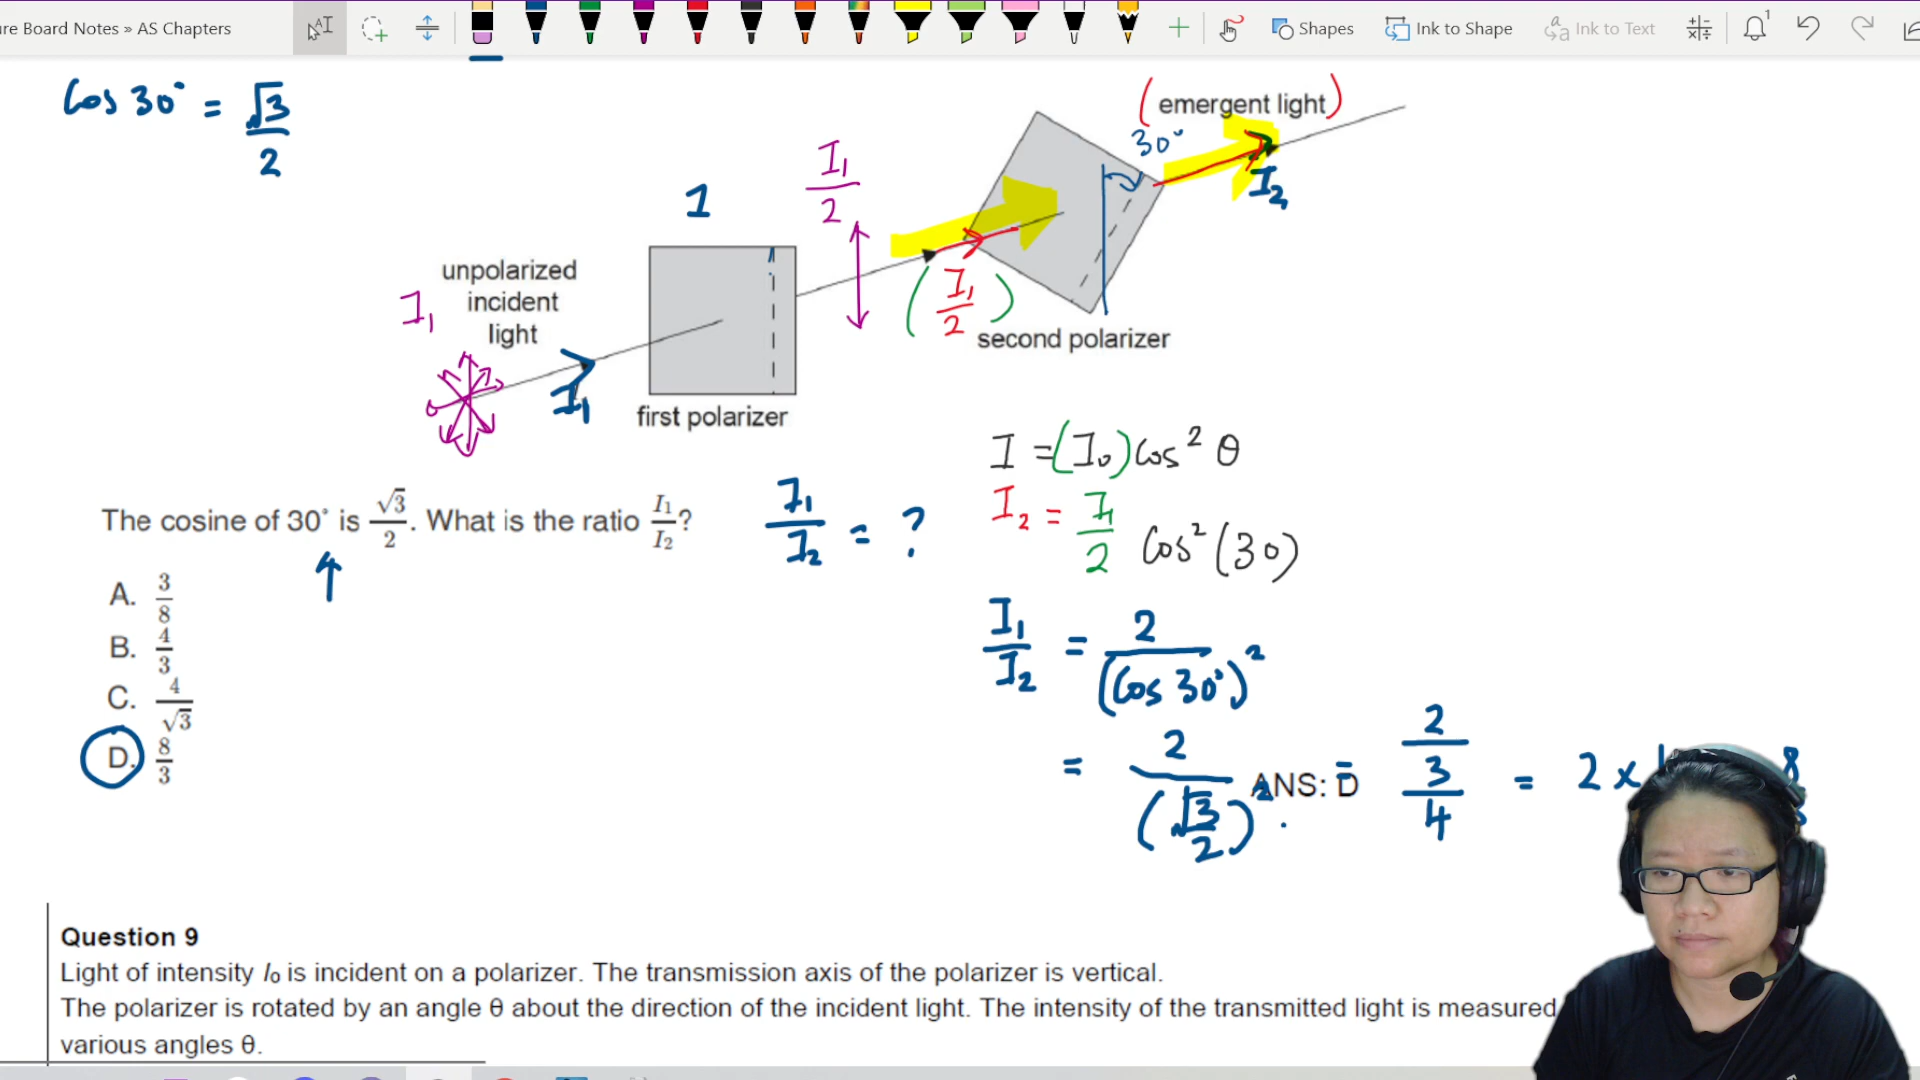 re Board Notes » AS Chapters
Shapes
Ink to Shape
Ink to Text
1
Cos 30° = √3/2
1
I₁/2
(emergent light)
30°
I₂
unpolarized
incident
light
I₁
I₁
(I₁/2)
second polarizer
first polarizer
I = (I₀) cos² θ
I₂ = I₁/2 Cos² (30)
The cosine of 30° is √3/2. What is the ratio I₁/I₂?
I₁/I₂ = ?
A. 3/8
B. 4/3
C. 4/√3
D. 8/3
I₁/I₂ = 2/(Cos 30°)²
= 2/(√3/2)² = 2/(3/4) = 2 x
8
ANS: D
Question 9
Light of intensity I₀ is incident on a polarizer. The transmission axis of the polarizer is vertical.
The polarizer is rotated by an angle θ about the direction of the incident light. The intensity of the transmitted light is measured
various angles θ.